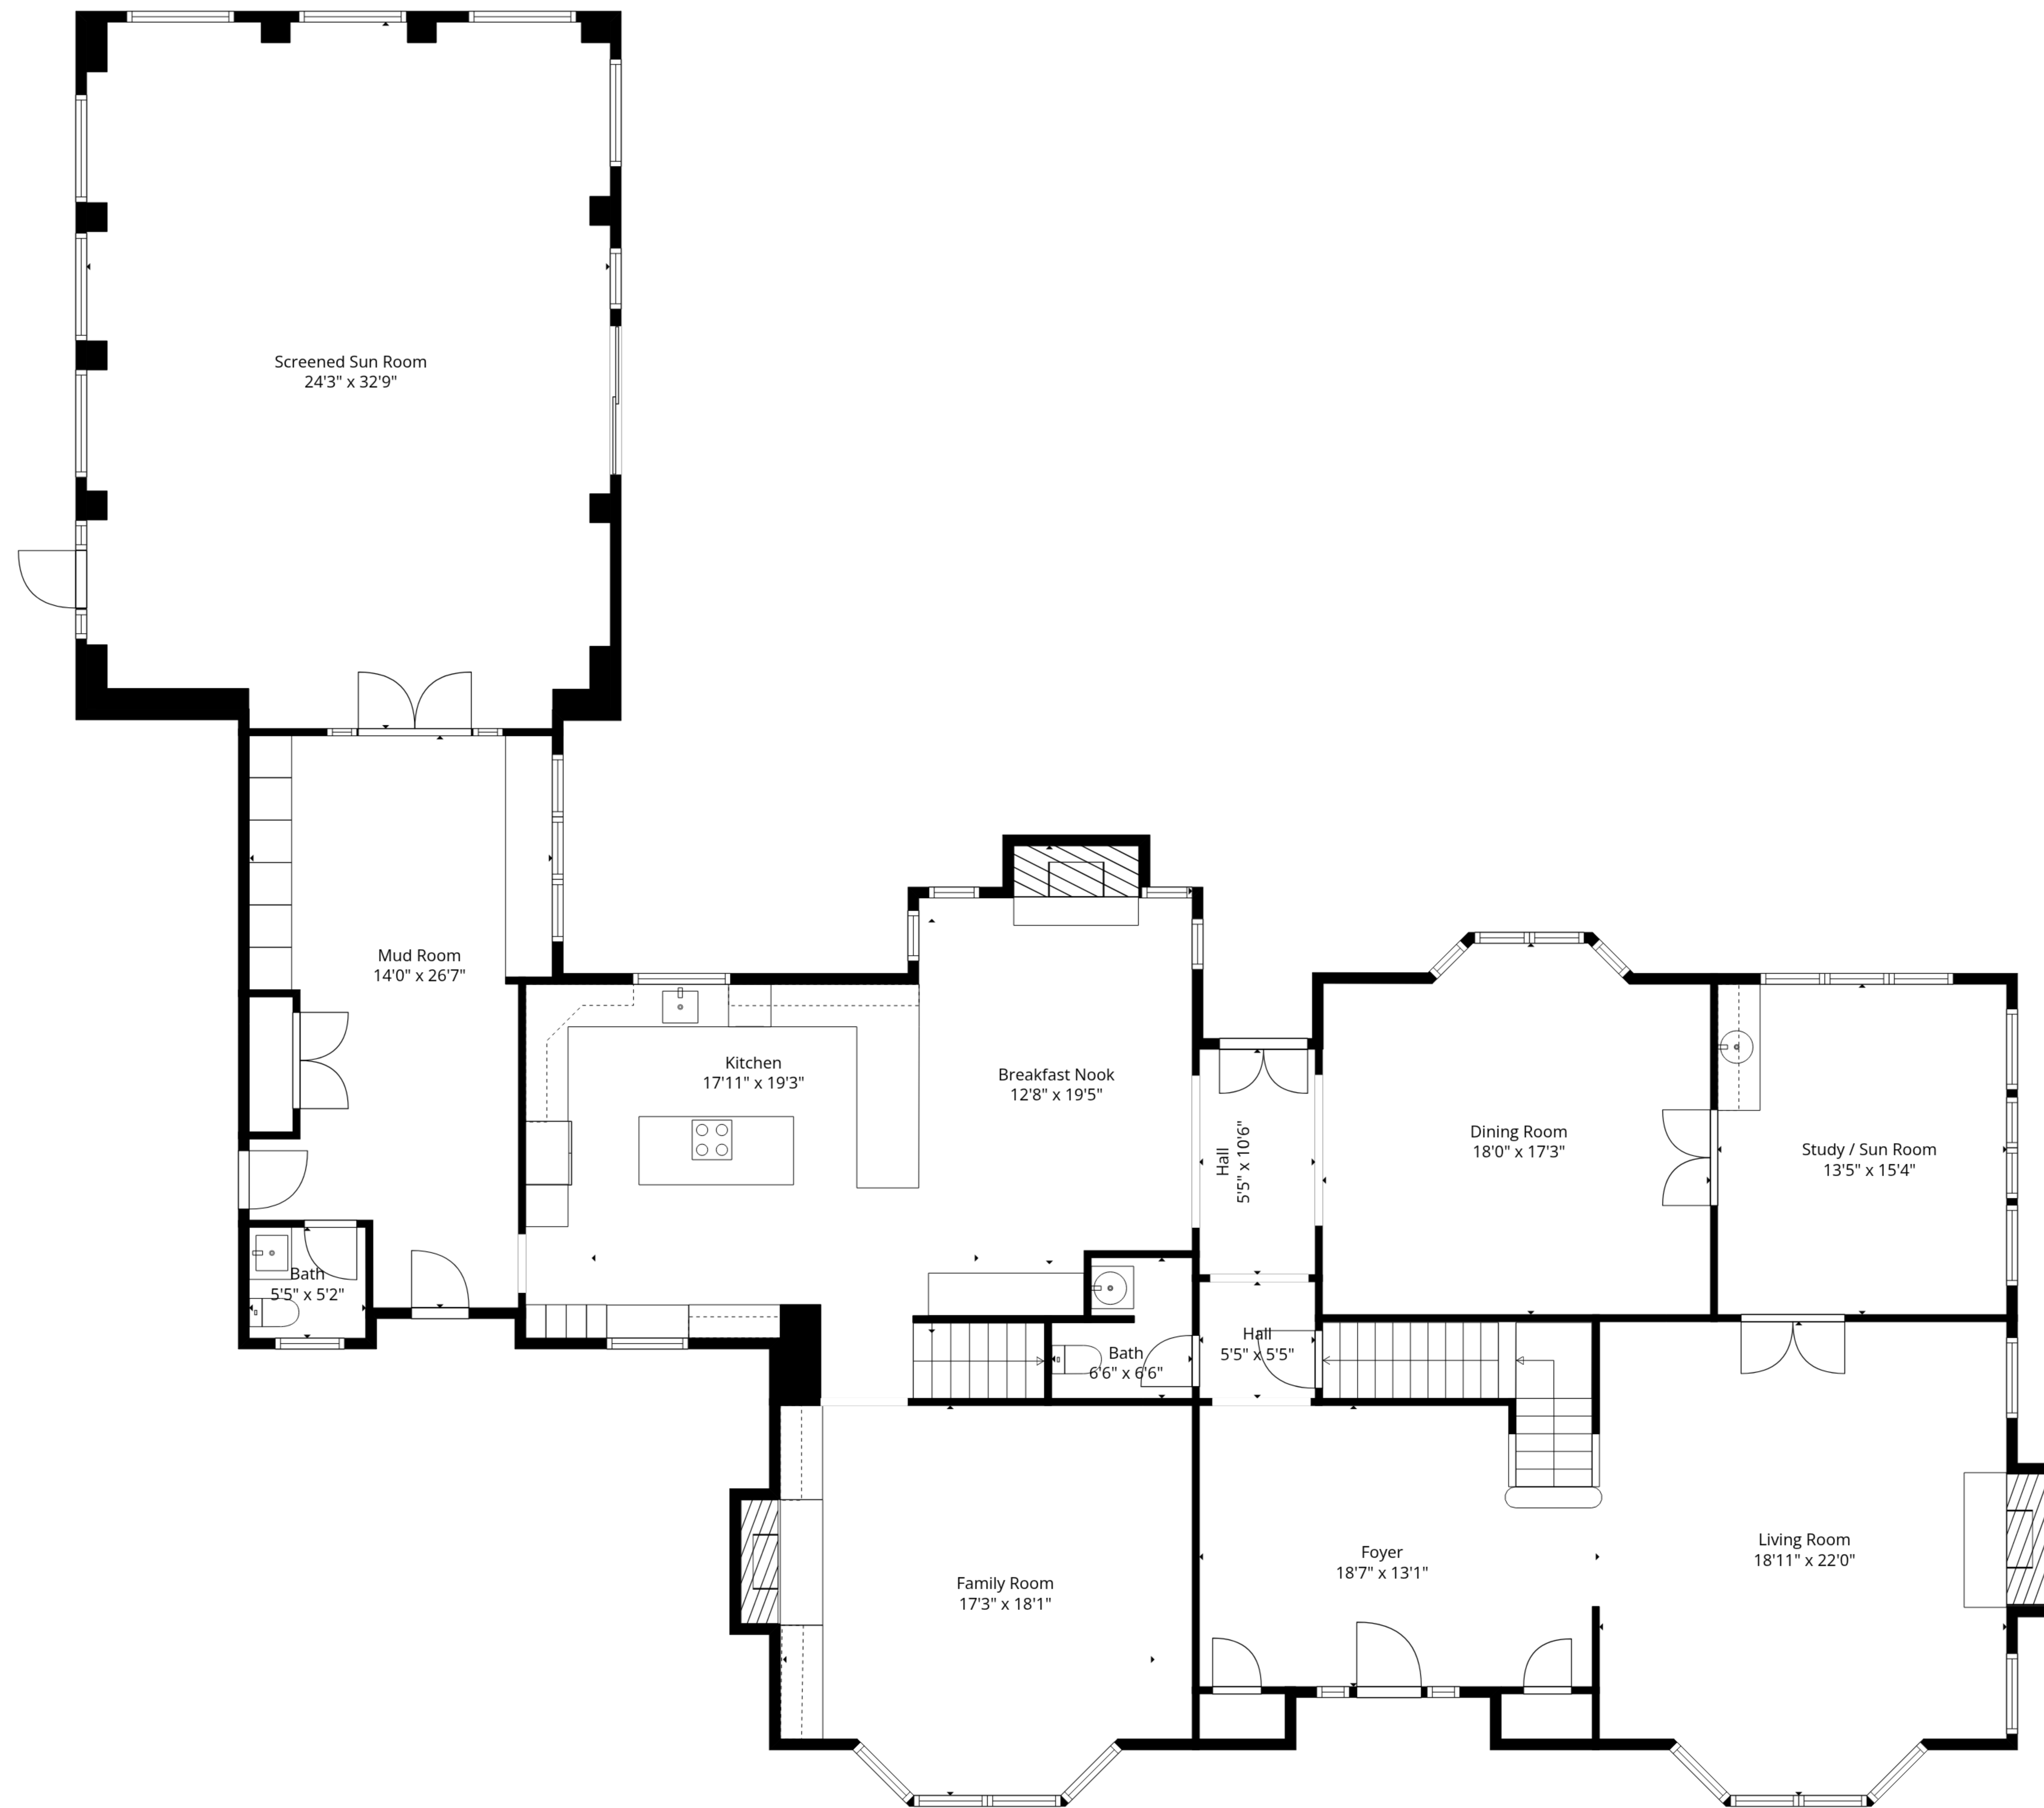 Screened Sun Room
24'3" x 32'9"
Mud Room
14'0" x 26'7"
Kitchen
17'11" x 19'3"
Breakfast Nook
12'8" x 19'5"
Hall
5'5" x 10'6"
Dining Room
18'0" x 17'3"
Study / Sun Room
13'5" x 15'4"
Bath
5'5" x 5'2"
Bath
6'6" x 6'6"
Hall
5'5" x 5'5"
Family Room
17'3" x 18'1"
Foyer
18'7" x 13'1"
Living Room
18'11" x 22'0"